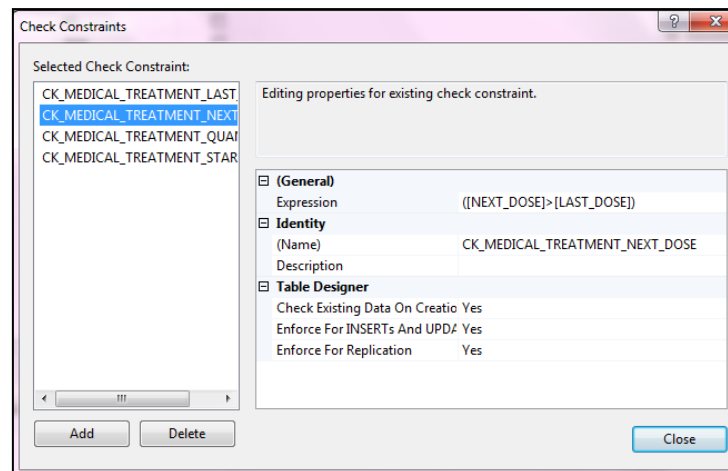 Check Constraints
Selected Check Constraint:
CK_MEDICAL_TREATMENT_LAST_
CK_MEDICAL_TREATMENT_NEXT
CK_MEDICAL_TREATMENT_QUAN
CK_MEDICAL_TREATMENT_STAR
Editing properties for existing check constraint.
(General)
Expression ([NEXT_DOSE]>[LAST_DOSE])
Identity
(Name) CK_MEDICAL_TREATMENT_NEXT_DOSE
Description
Table Designer
Check Existing Data On Creatio Yes
Enforce For INSERTs And UPDA Yes
Enforce For Replication Yes
Add Delete
Close